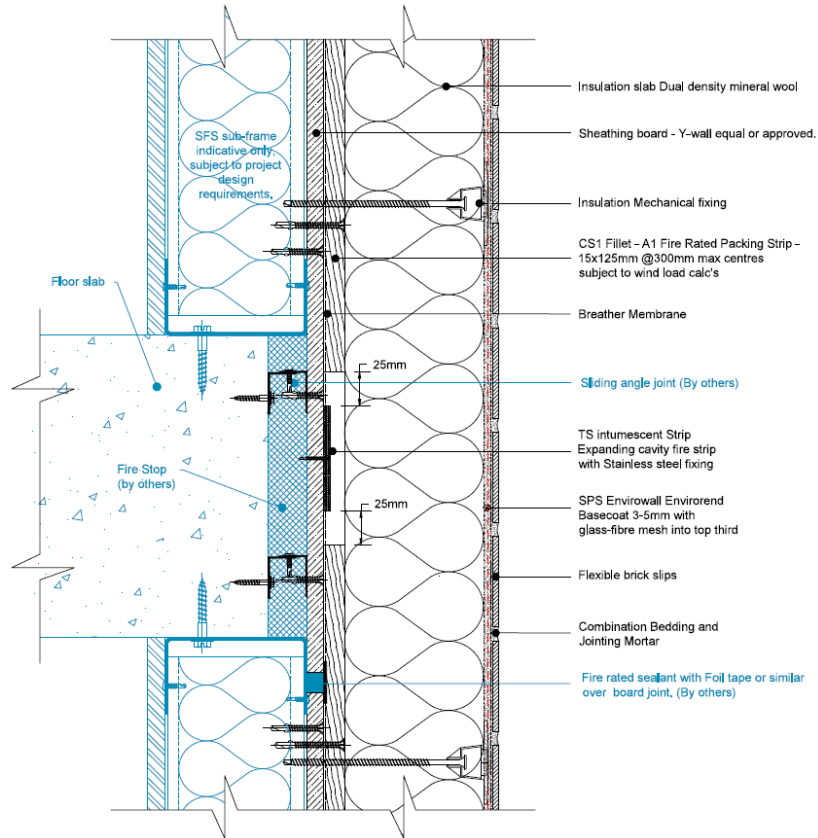 Insulation slab Dual density mineral wool
Sheathing board - Y-wall equal or approved.
SFS sub-frame
indicative only,
subject to project
design
requirements.
Insulation Mechanical fixing
CS1 Fillet - A1 Fire Rated Packing Strip -
15x125mm @300mm max centres
subject to wind load calc's
Floor slab
Breather Membrane
25mm
Sliding angle joint (By others)
TS intumescent Strip
Expanding cavity fire strip
with Stainless steel fixing
Fire Stop
(by others)
25mm
SPS Envirowall Envirorend
Basecoat 3-5mm with
glass-fibre mesh into top third
Flexible brick slips
Combination Bedding and
Jointing Mortar
Fire rated sealant with Foil tape or similar
over board joint. (By others)